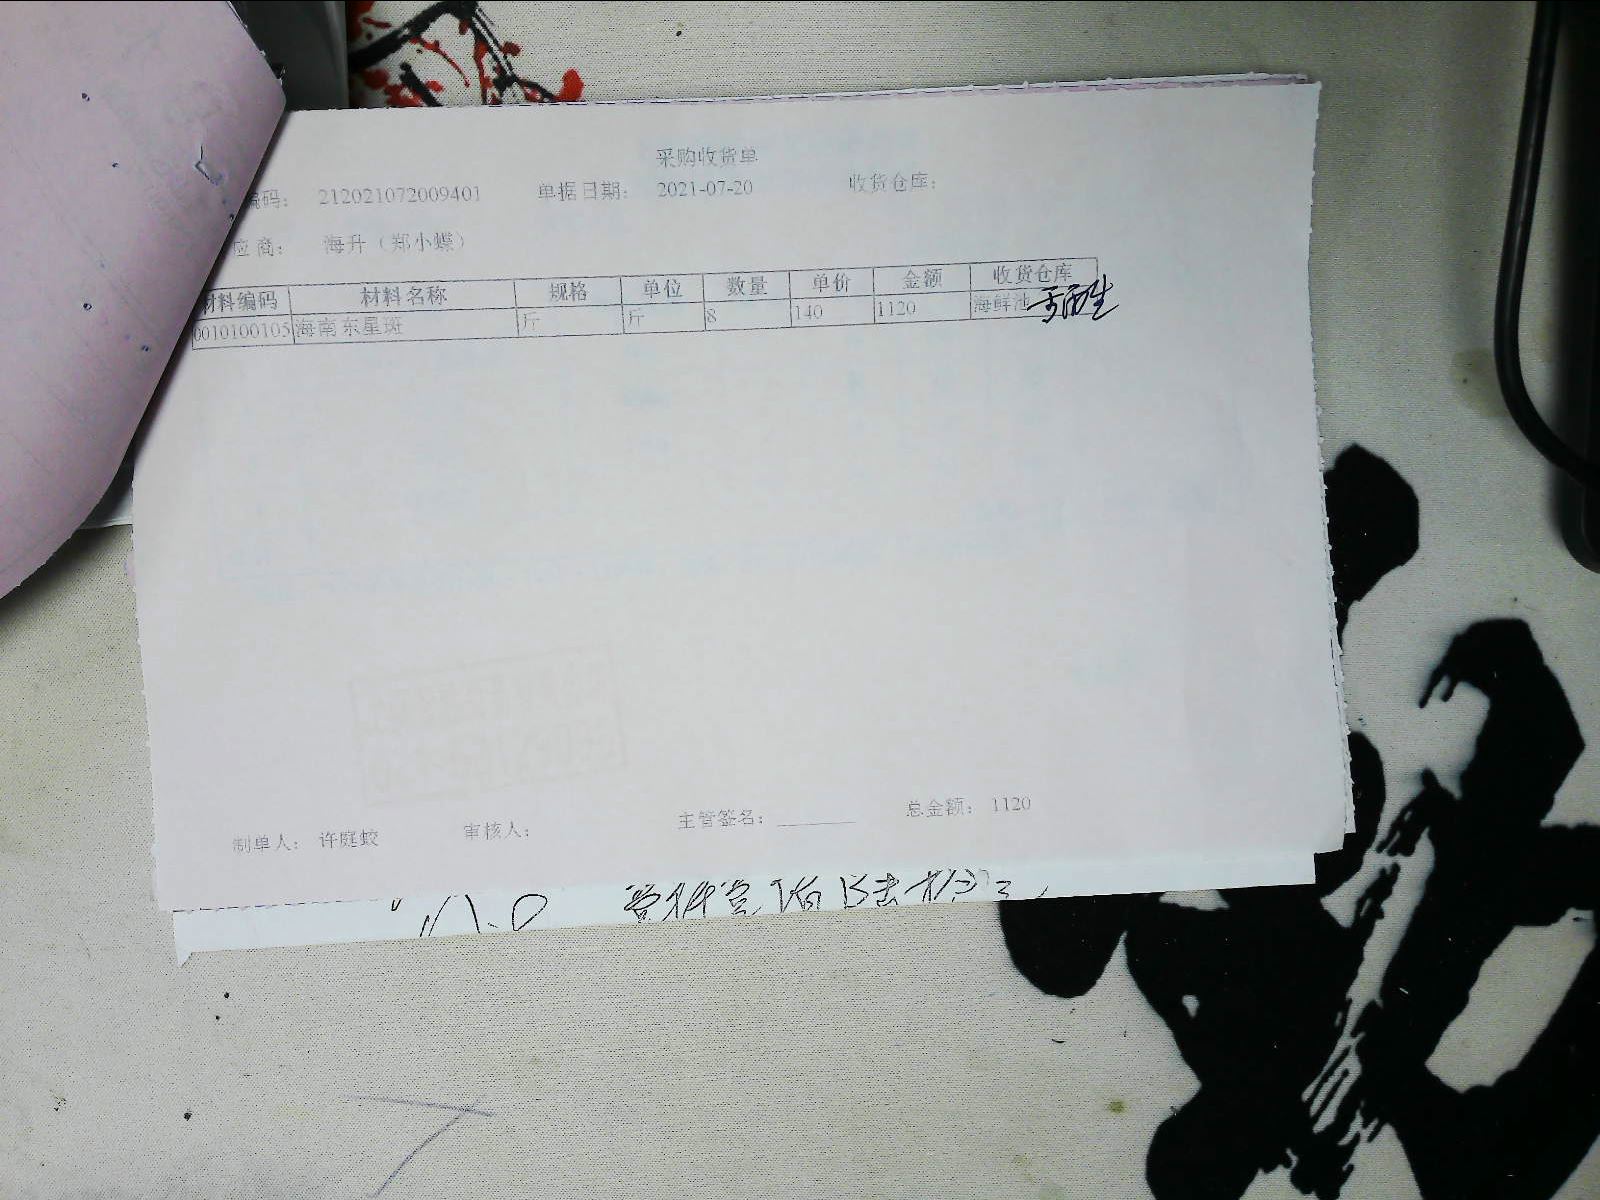 采购收货单
编码： 212021072009401 单据日期： 2021-07-20 收货仓库：
应商： 海升（郑小蝶）
材料编码 材料名称 规格 单位 数量 单价 金额 收货仓库
0010100105 海南东星斑 斤 斤 8 140 1120 海鲜池
制单人： 许庭蛟 审核人： 主管签名： 总金额： 1120